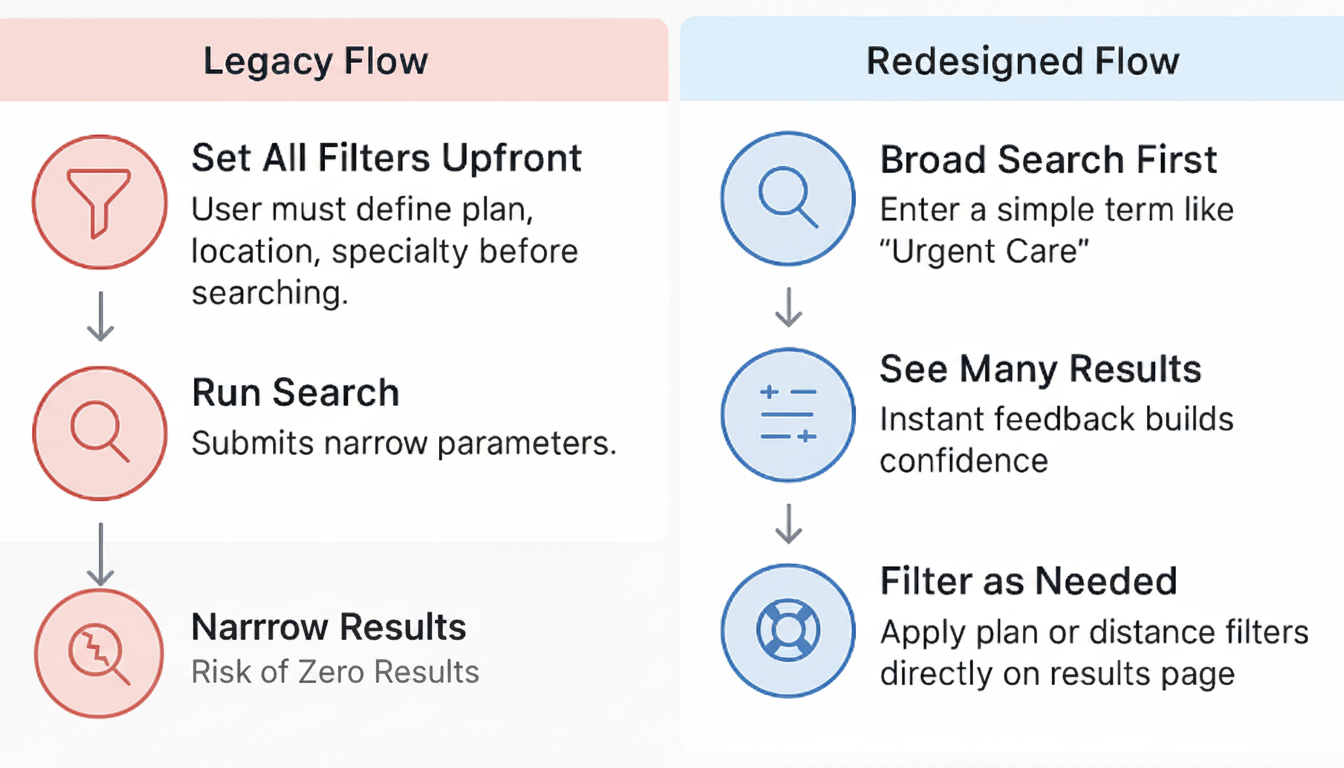 Legacy Flow
Set All Filters Upfront
User must define plan,
location, specialty before
searching.
Run Search
Submits narrow parameters.
Narrrow Results
Risk of Zero Results
Redesigned Flow
Broad Search First
Enter a simple term like
“Urgent Care”
See Many Results
Instant feedback builds
confidence
Filter as Needed
Apply plan or distance filters
directly on results page